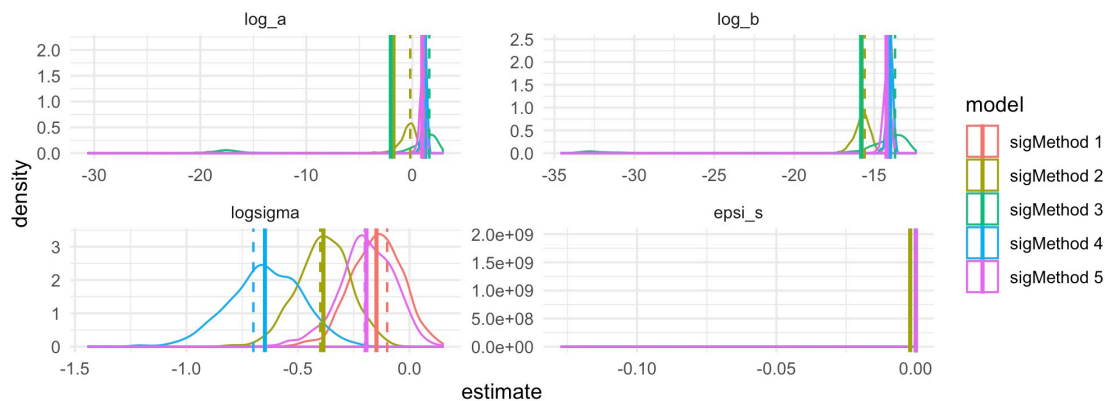 log_a
log_b
2.0
1.5
1.0
0.5
0.0
-30
-20
-10
0
2.5
2.0
1.5
1.0
0.5
0.0
-35
-30
-25
-20
-15
density
logsigma
epsi_s
3
2
1
0
-1.5
-1.0
-0.5
0.0
2.0e+09
1.5e+09
1.0e+09
5.0e+08
0.0e+00
-0.10
-0.05
0.00
estimate
model
sigMethod 1
sigMethod 2
sigMethod 3
sigMethod 4
sigMethod 5